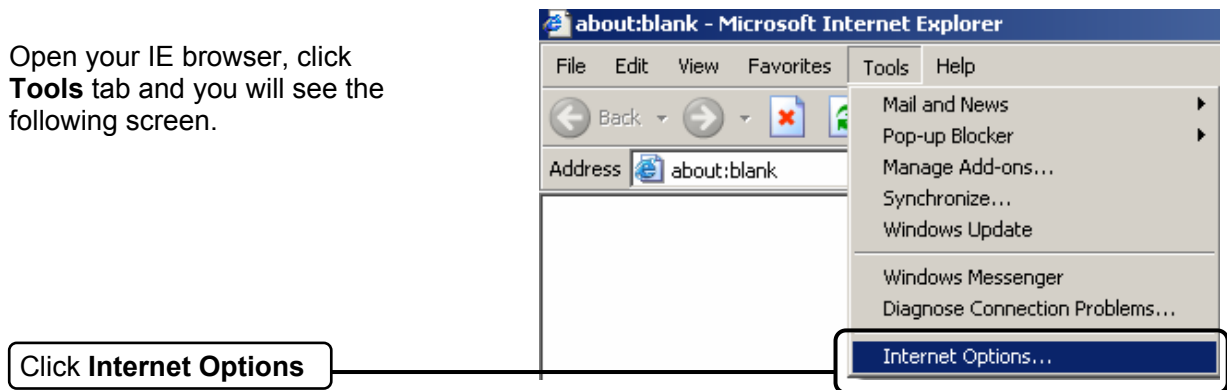 Open your IE browser, click
Tools tab and you will see the
following screen.
about:blank - Microsoft Internet Explorer
File Edit View Favorites Tools Help
Back
Address about:blank
Mail and News
Pop-up Blocker
Manage Add-ons...
Synchronize...
Windows Update
Windows Messenger
Diagnose Connection Problems...
Internet Options...
Click Internet Options